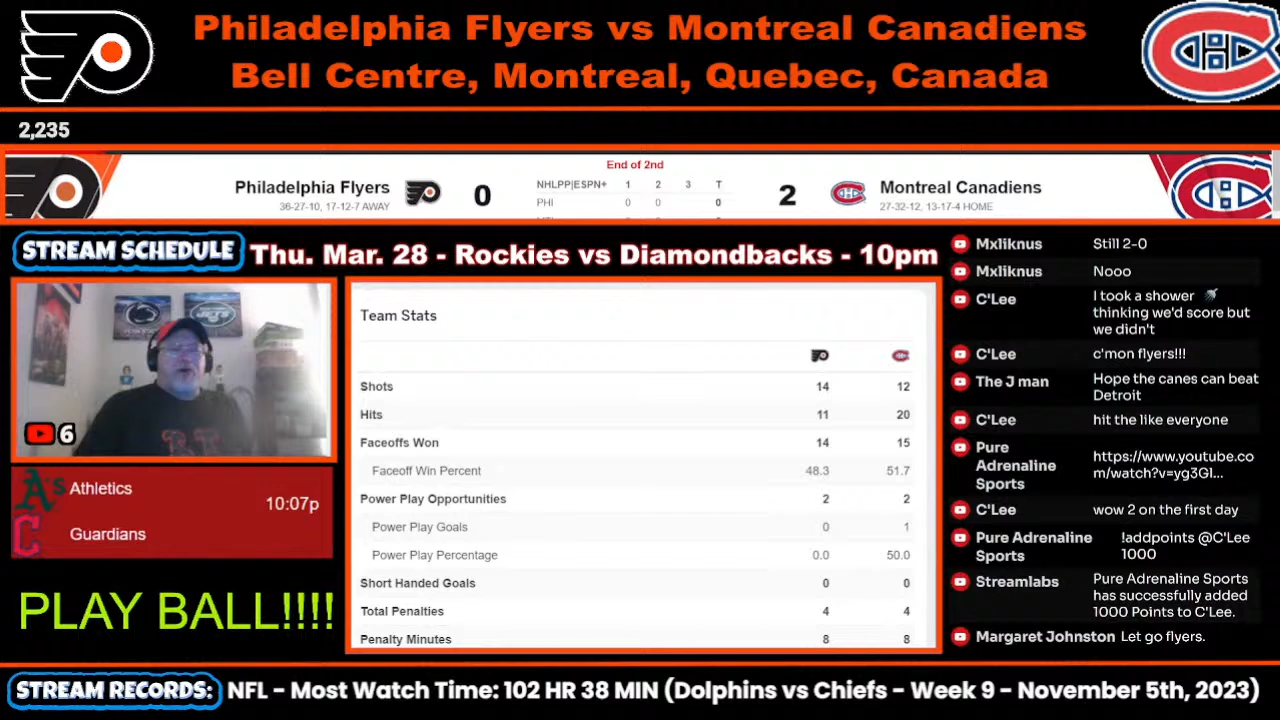 Philadelphia Flyers vs Montreal Canadiens
Bell Centre, Montreal, Quebec, Canada
2,235
End of 2nd
Philadelphia Flyers
36-27-10, 17-12-7 AWAY
0
NHLPP|ESPN+ 1 2 3 T
PHI 0 0 0
2
Montreal Canadiens
27-32-12, 13-17-4 HOME
STREAM SCHEDULE
Thu. Mar. 28 - Rockies vs Diamondbacks - 10pm
JETS
6
A's
Athletics
Guardians
10:07p
PLAY BALL!!!!
Team Stats
Shots 14 12
Hits 11 20
Faceoffs Won 14 15
Faceoff Win Percent 48.3 51.7
Power Play Opportunities 2 2
Power Play Goals 0 1
Power Play Percentage 0.0 50.0
Short Handed Goals 0 0
Total Penalties 4 4
Penalty Minutes 8 8
Mxliknus Still 2-0
Mxliknus Nooo
C'Lee I took a shower
thinking we'd score but
we didn't
C'Lee c'mon flyers!!!
The J man Hope the canes can beat
Detroit
C'Lee hit the like everyone
Pure
Adrenaline
Sports
https://www.youtube.co
m/watch?v=yg3Gl...
C'Lee wow 2 on the first day
Pure Adrenaline
Sports
!addpoints @C'Lee
1000
Streamlabs Pure Adrenaline Sports
has successfully added
1000 Points to C'Lee.
Margaret Johnston Let go flyers.
STREAM RECORDS: NFL - Most Watch Time: 102 HR 38 MIN (Dolphins vs Chiefs - Week 9 - November 5th, 2023)